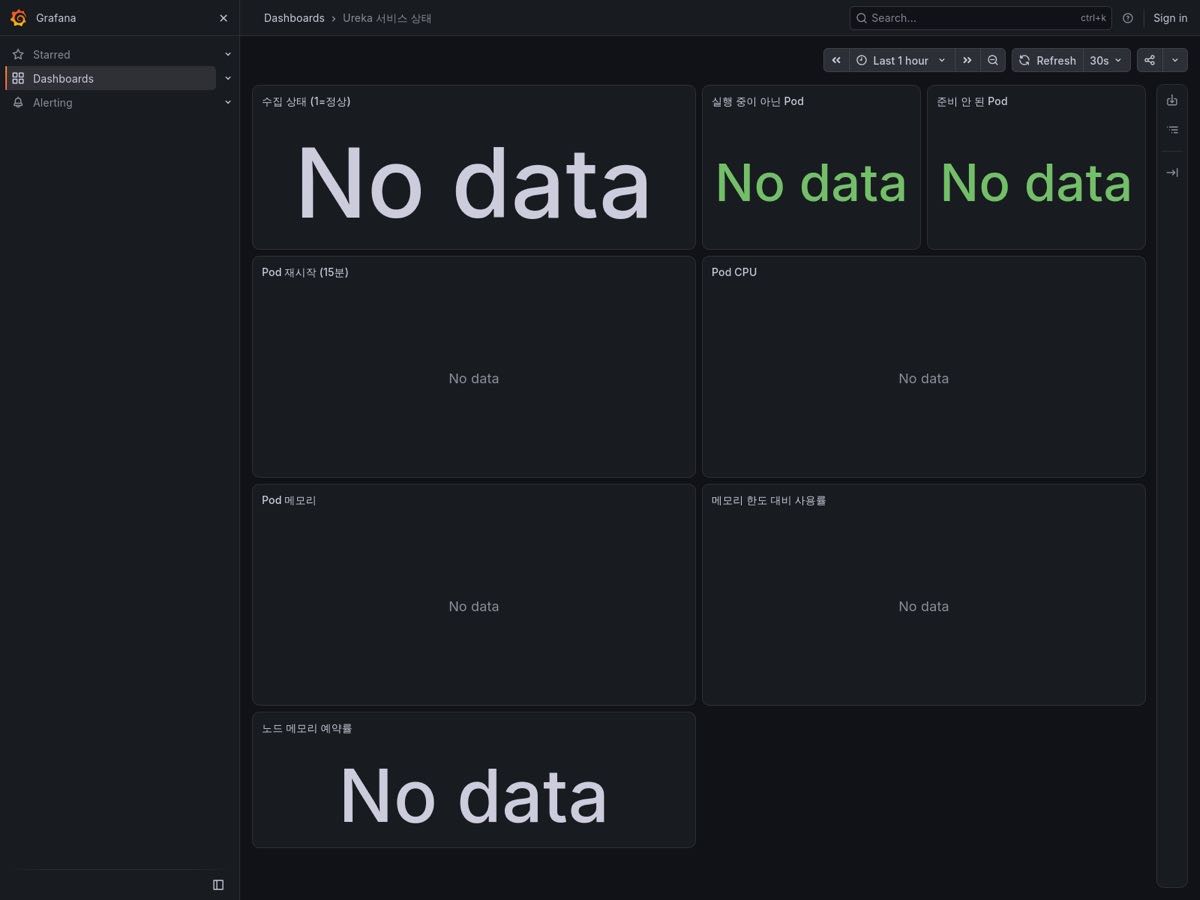 Grafana
Dashboards › Ureka 서비스 상태
Search...
ctrl+k
Sign in
Starred
Dashboards
Alerting
Last 1 hour
Refresh
30s
수집 상태 (1=정상)
No data
실행 중이 아닌 Pod
No data
준비 안 된 Pod
No data
Pod 재시작 (15분)
No data
Pod CPU
No data
Pod 메모리
No data
메모리 한도 대비 사용률
No data
노드 메모리 예약률
No data